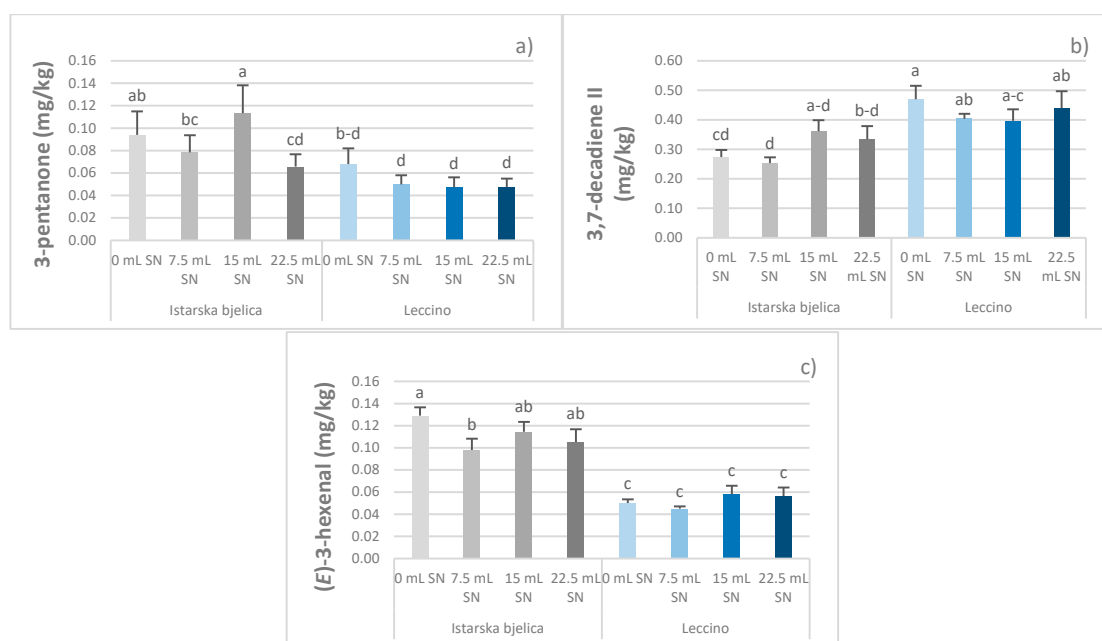 a)
3-pentanone (mg/kg)
0.16
0.14
0.12
0.10
0.08
0.06
0.04
0.02
0.00
ab
bc
a
cd
b-d
d
d
d
0 mL SN 7.5 mL 15 mL 22.5 mL 0 mL SN 7.5 mL 15 mL 22.5 mL
SN SN SN SN SN SN
Istarska bjelica Leccino
b)
3,7-decadiene II
(mg/kg)
0.60
0.50
0.40
0.30
0.20
0.10
0.00
cd
d
a-d
b-d
a
ab
a-c
ab
0 mL 7.5 mL 15 mL 22.5 0 mL 7.5 mL 15 mL 22.5
SN SN SN mL SN SN SN SN mL SN
Istarska bjelica Leccino
c)
(E)-3-hexenal (mg/kg)
0.16
0.14
0.12
0.10
0.08
0.06
0.04
0.02
0.00
a
b
ab
ab
c
c
c
c
0 mL SN 7.5 mL 15 mL 22.5 mL 0 mL SN 7.5 mL 15 mL 22.5 mL
SN SN SN SN SN SN
Istarska bjelica Leccino